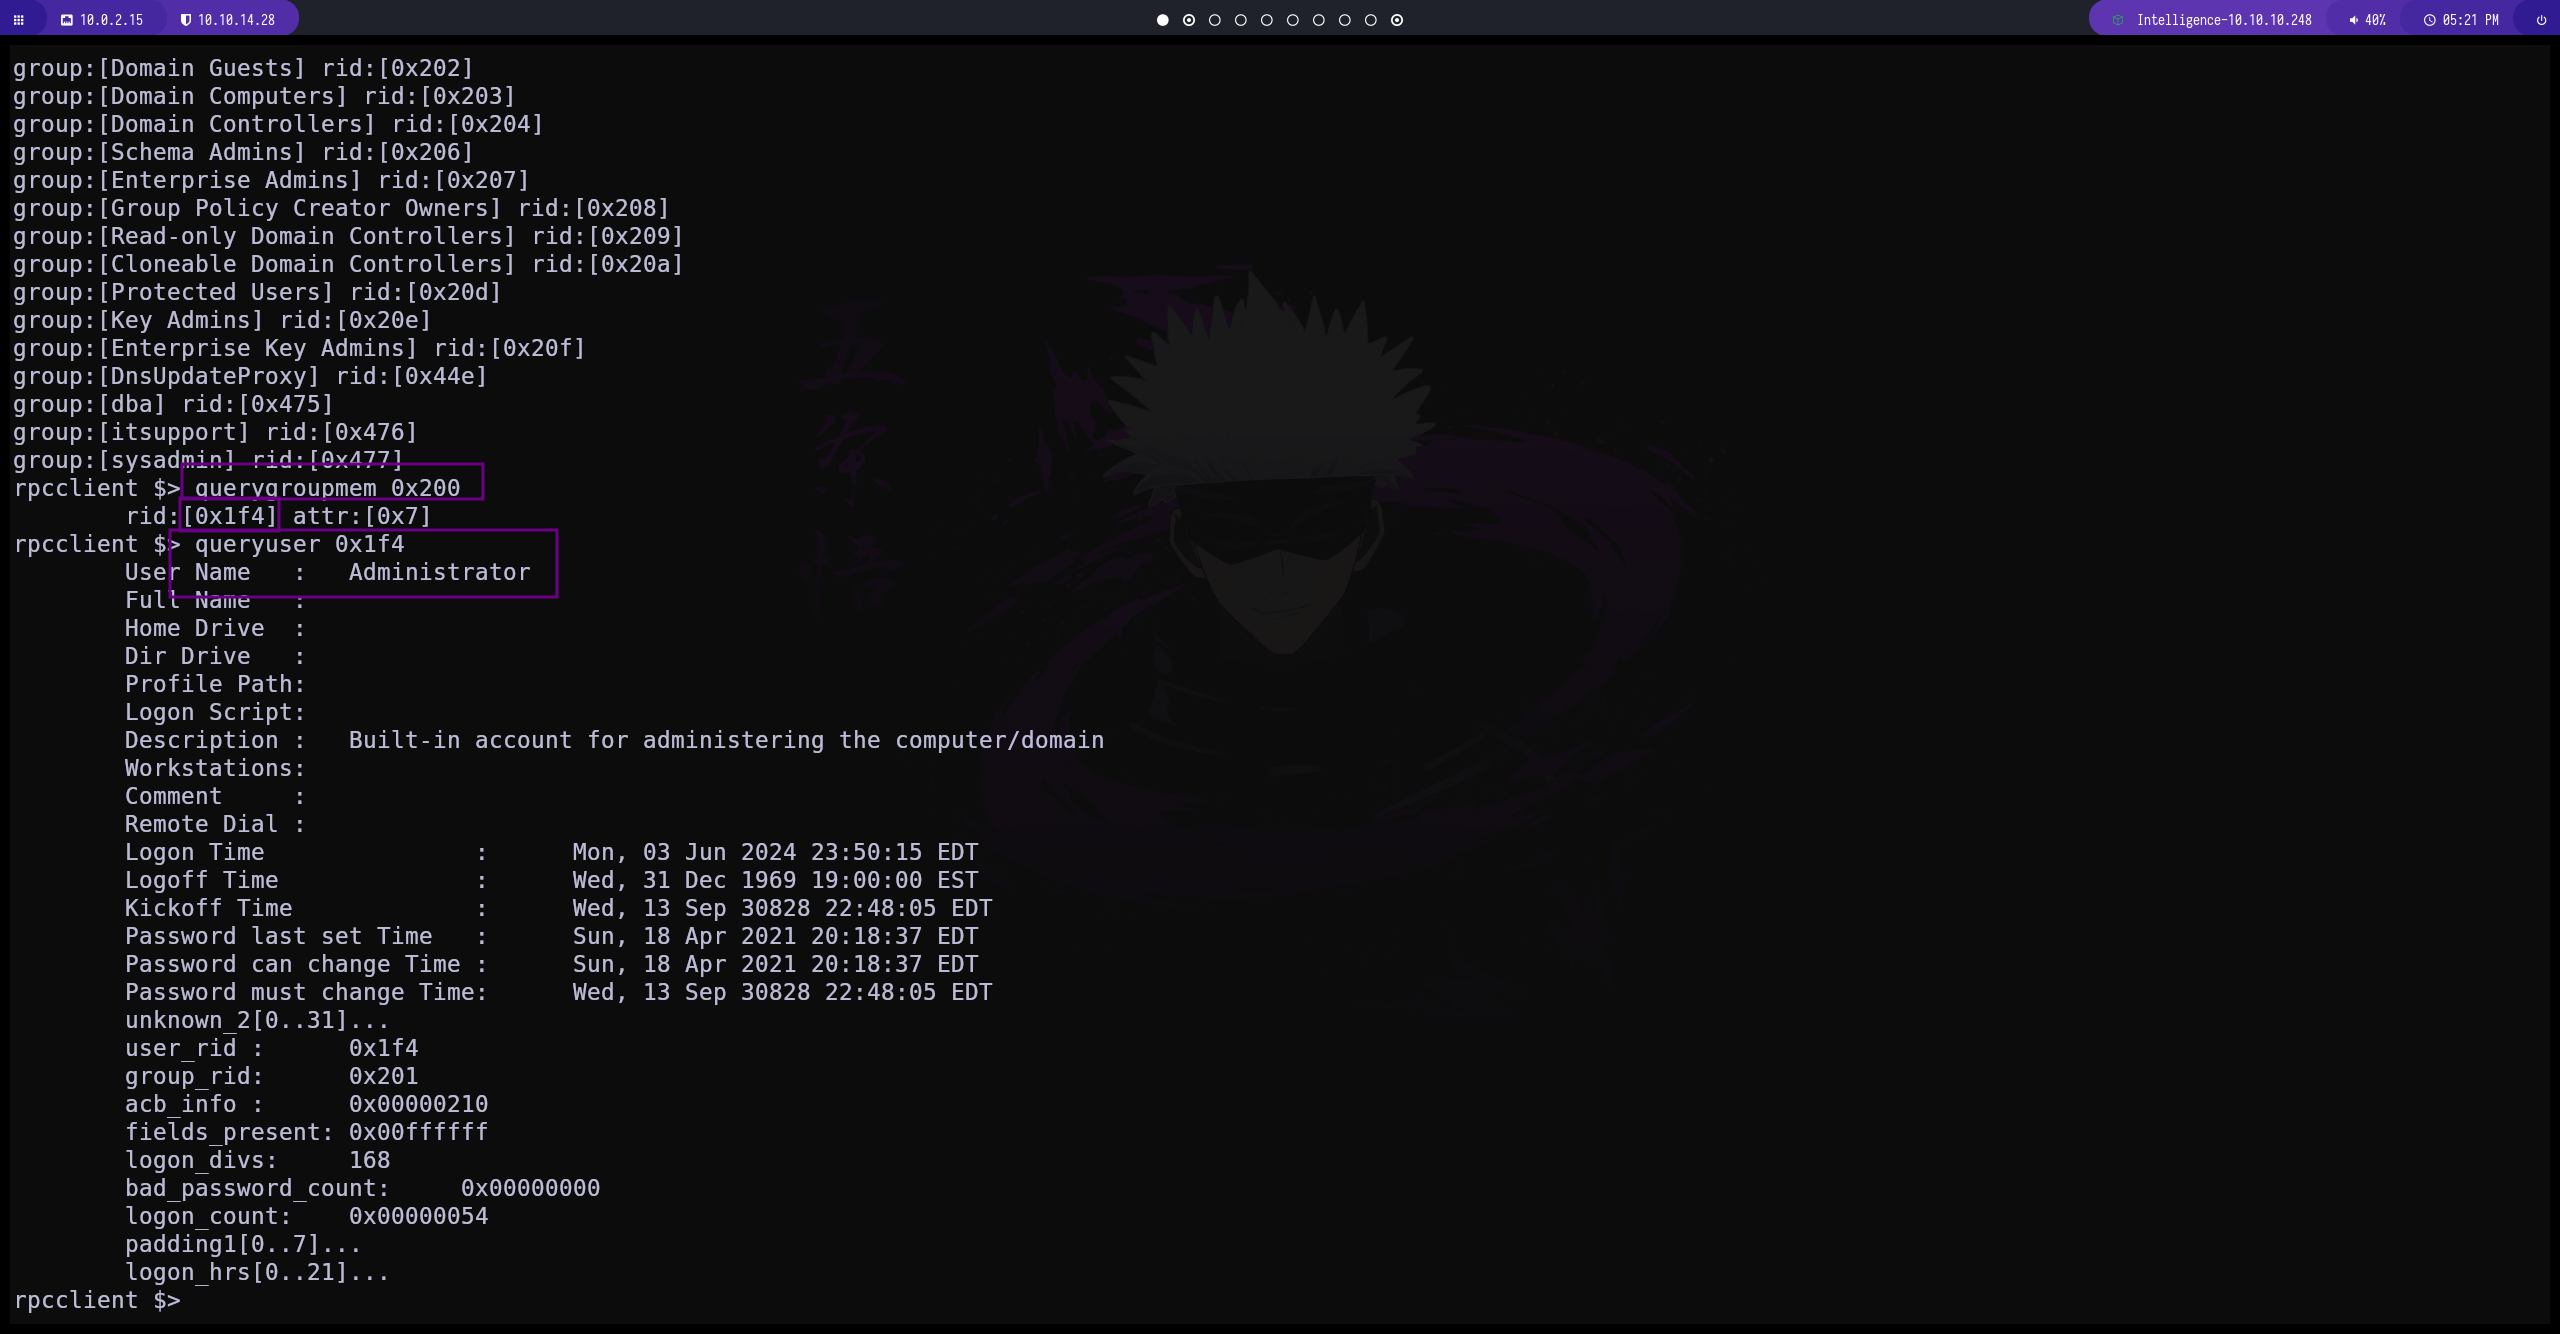 10.0.2.15 10.10.14.28 Intelligence-10.10.10.248 40% 05:21 PM
group:[Domain Guests] rid:[0x202]
group:[Domain Computers] rid:[0x203]
group:[Domain Controllers] rid:[0x204]
group:[Schema Admins] rid:[0x206]
group:[Enterprise Admins] rid:[0x207]
group:[Group Policy Creator Owners] rid:[0x208]
group:[Read-only Domain Controllers] rid:[0x209]
group:[Cloneable Domain Controllers] rid:[0x20a]
group:[Protected Users] rid:[0x20d]
group:[Key Admins] rid:[0x20e]
group:[Enterprise Key Admins] rid:[0x20f]
group:[DnsUpdateProxy] rid:[0x44e]
group:[dba] rid:[0x475]
group:[itsupport] rid:[0x476]
group:[sysadmin] rid:[0x477]
rpcclient $> querygroupmem 0x200
rid:[0x1f4] attr:[0x7]
rpcclient $> queryuser 0x1f4
User Name   :   Administrator
Full Name   :
Home Drive  :
Dir Drive   :
Profile Path:
Logon Script:
Description :   Built-in account for administering the computer/domain
Workstations:
Comment     :
Remote Dial :
Logon Time               :      Mon, 03 Jun 2024 23:50:15 EDT
Logoff Time              :      Wed, 31 Dec 1969 19:00:00 EST
Kickoff Time             :      Wed, 13 Sep 30828 22:48:05 EDT
Password last set Time   :      Sun, 18 Apr 2021 20:18:37 EDT
Password can change Time :      Sun, 18 Apr 2021 20:18:37 EDT
Password must change Time:      Wed, 13 Sep 30828 22:48:05 EDT
unknown_2[0..31]...
user_rid :      0x1f4
group_rid:      0x201
acb_info :      0x00000210
fields_present: 0x00ffffff
logon_divs:     168
bad_password_count:     0x00000000
logon_count:    0x00000054
padding1[0..7]...
logon_hrs[0..21]...
rpcclient $>
五
条
悟